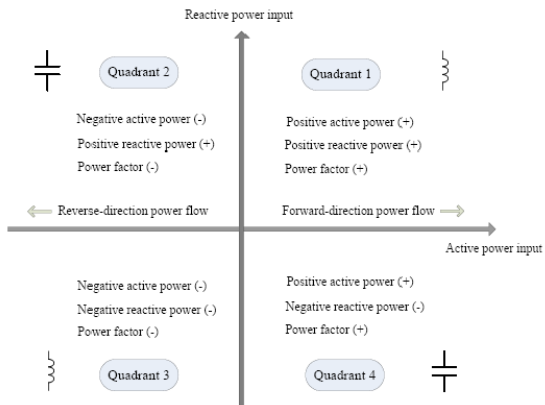 Reactive power input
Quadrant 2
Quadrant 1
Negative active power (-)
Positive reactive power (+)
Power factor (-)
Positive active power (+)
Positive reactive power (+)
Power factor (+)
Reverse-direction power flow
Forward-direction power flow
Active power input
Negative active power (-)
Negative reactive power (-)
Power factor (-)
Positive active power (+)
Negative reactive power (-)
Power factor (+)
Quadrant 3
Quadrant 4